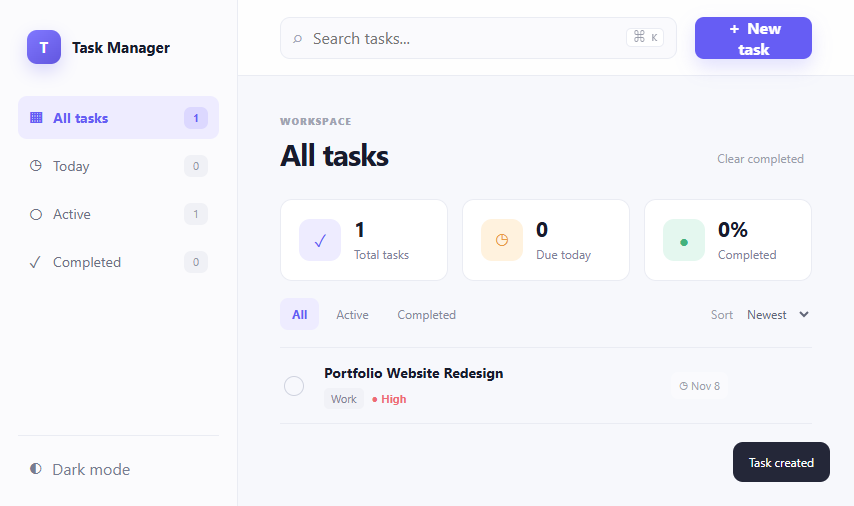 T Task Manager
Search tasks...
⌘ K
+ New
task
All tasks 1
Today 0
Active 1
Completed 0
Dark mode
WORKSPACE
All tasks
Clear completed
1
Total tasks
0
Due today
0%
Completed
All Active Completed
Sort Newest
Portfolio Website Redesign
Work • High
Nov 8
Task created